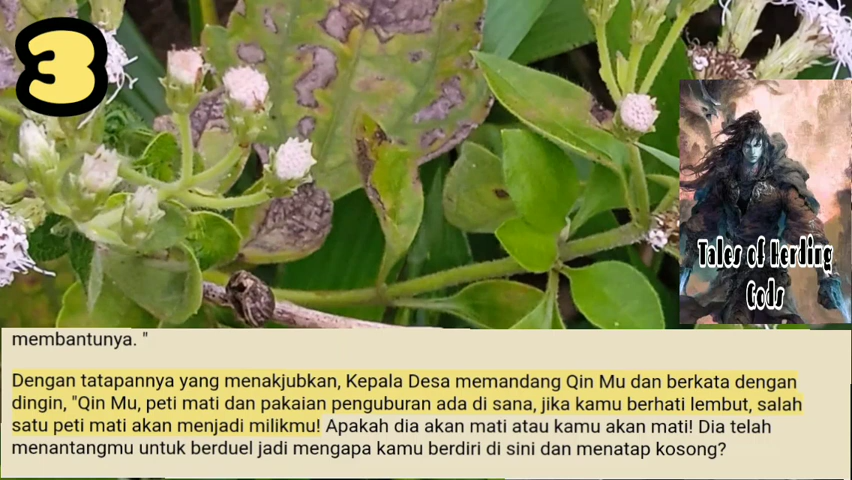 3
Tales of Herding
Gods
membantunya. "
Dengan tatapannya yang menakjubkan, Kepala Desa memandang Qin Mu dan berkata dengan
dingin, "Qin Mu, peti mati dan pakaian penguburan ada di sana, jika kamu berhati lembut, salah
satu peti mati akan menjadi milikmu! Apakah dia akan mati atau kamu akan mati! Dia telah
menantangmu untuk berduel jadi mengapa kamu berdiri di sini dan menatap kosong?